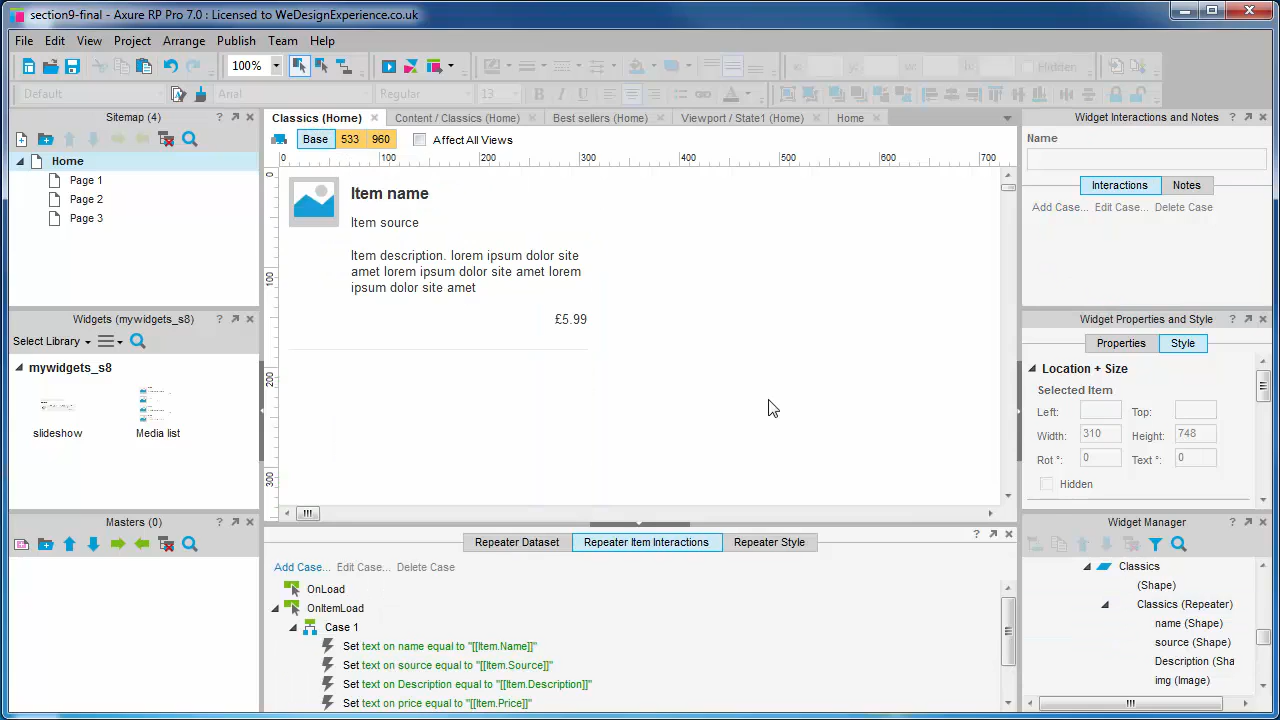 section9-final - Axure RP Pro 7.0 : Licensed to WeDesignExperience.co.uk
File Edit View Project Arrange Publish Team Help
100% x: y: w: h: Hidden
Default Arial Regular 13 B I U
Sitemap (4)
Home
Page 1
Page 2
Page 3
Widgets (mywidgets_s8)
Select Library
mywidgets_s8
slideshow Media list
Masters (0)
Classics (Home) Content / Classics (Home) Best sellers (Home) Viewport / State1 (Home) Home
Base 533 960 Affect All Views
0 100 200 300 400 500 600 700
0
100
200
300
Item name
Item source
Item description. lorem ipsum dolor site
amet lorem ipsum dolor site amet lorem
ipsum dolor site amet
£5.99
Repeater Dataset Repeater Item Interactions Repeater Style
Add Case... Edit Case... Delete Case
OnLoad
OnItemLoad
Case 1
Set text on name equal to "[[Item.Name]]"
Set text on source equal to "[[Item.Source]]"
Set text on Description equal to "[[Item.Description]]"
Set text on price equal to "[[Item.Price]]"
Widget Interactions and Notes
Name
Interactions Notes
Add Case... Edit Case... Delete Case
Widget Properties and Style
Properties Style
Location + Size
Selected Item
Left: Top:
Width: 310 Height: 748
Rot °: 0 Text °: 0
Hidden
Widget Manager
Classics
(Shape)
Classics (Repeater)
name (Shape)
source (Shape)
Description (Sha
img (Image)